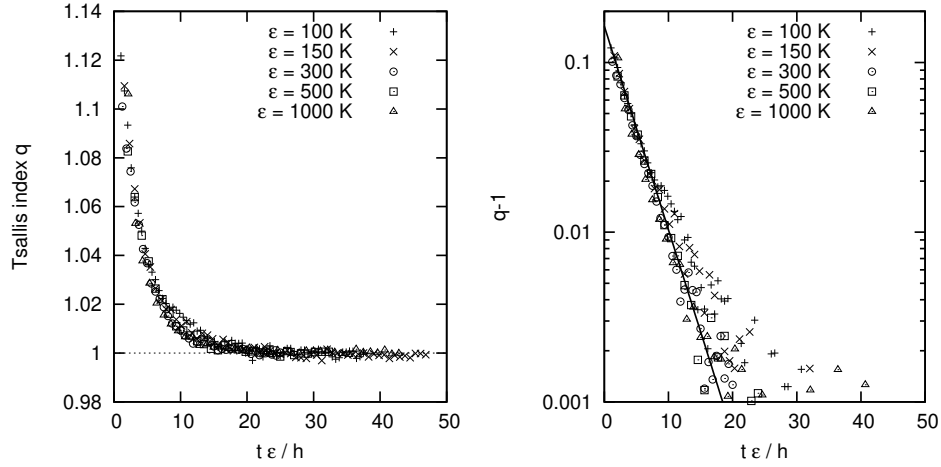 1.14
1.12
1.1
1.08
1.06
1.04
1.02
1
0.98
Tsallis index q
ε = 100 K
ε = 150 K
ε = 300 K
ε = 500 K
ε = 1000 K
0 10 20 30 40 50
t ε / h
0.1
0.01
0.001
q-1
ε = 100 K
ε = 150 K
ε = 300 K
ε = 500 K
ε = 1000 K
0 10 20 30 40 50
t ε / h